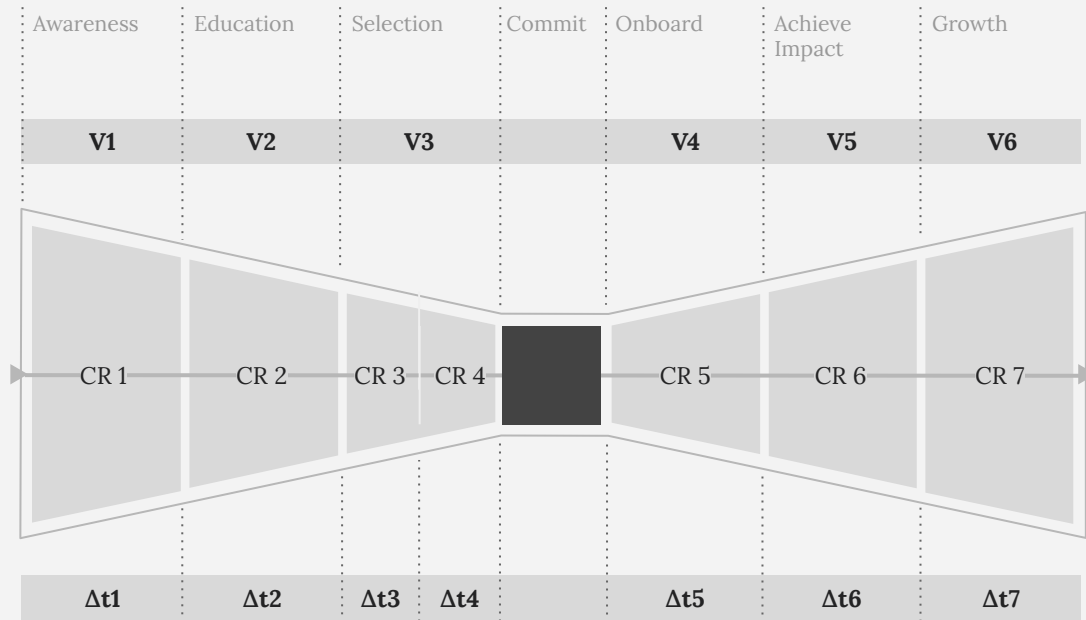 Awareness
Education
Selection
Commit
Onboard
Achieve
Impact
Growth
V1
V2
V3
V4
V5
V6
CR 1
CR 2
CR 3
CR 4
CR 5
CR 6
CR 7
Δt1
Δt2
Δt3
Δt4
Δt5
Δt6
Δt7